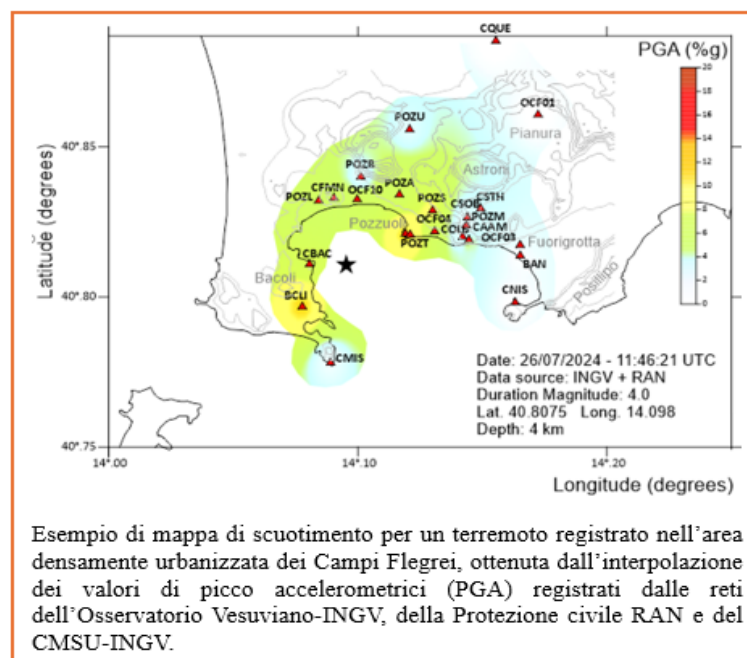 CQUE
PGA (%g)
20
18
16
14
12
10
8
6
4
2
0
OCF01
Pianura
POZU
40°.85
POZB
Astroni
CFMN
OCF10
POZA
POZL
POZS
CSOB
CSTH
OCF04
POZM
CAAM
Pozzuoli
POZT
OCF03
Fuorigrotta
CBAC
BAN
Bacoli
Posillipo
BCLI
CNIS
40°.80
CMIS
Latitude (degrees)
Date: 26/07/2024 - 11:46:21 UTC
Data source: INGV + RAN
Duration Magnitude: 4.0
Lat. 40.8075 Long. 14.098
Depth: 4 km
40°.75
14°.00
14°.10
14°.20
Longitude (degrees)
Esempio di mappa di scuotimento per un terremoto registrato nell'area
densamente urbanizzata dei Campi Flegrei, ottenuta dall'interpolazione
dei valori di picco accelerometrici (PGA) registrati dalle reti
dell'Osservatorio Vesuviano-INGV, della Protezione civile RAN e del
CMSU-INGV.